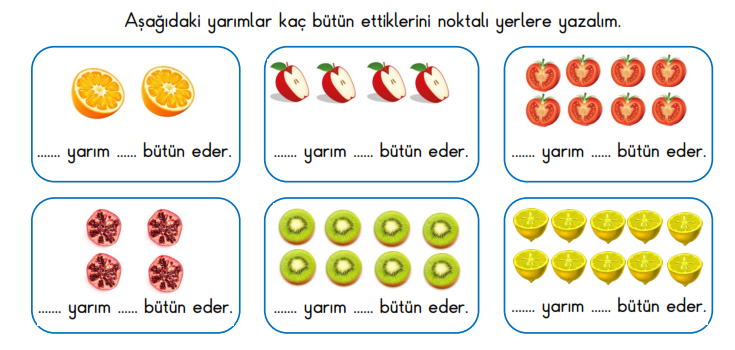 Aşağıdaki yarımlar kaç bütün ettiklerini noktalı yerlere yazalım.
....... yarım ...... bütün eder.
....... yarım ...... bütün eder.
....... yarım ...... bütün eder.
....... yarım ...... bütün eder.
....... yarım ...... bütün eder.
....... yarım ...... bütün eder.